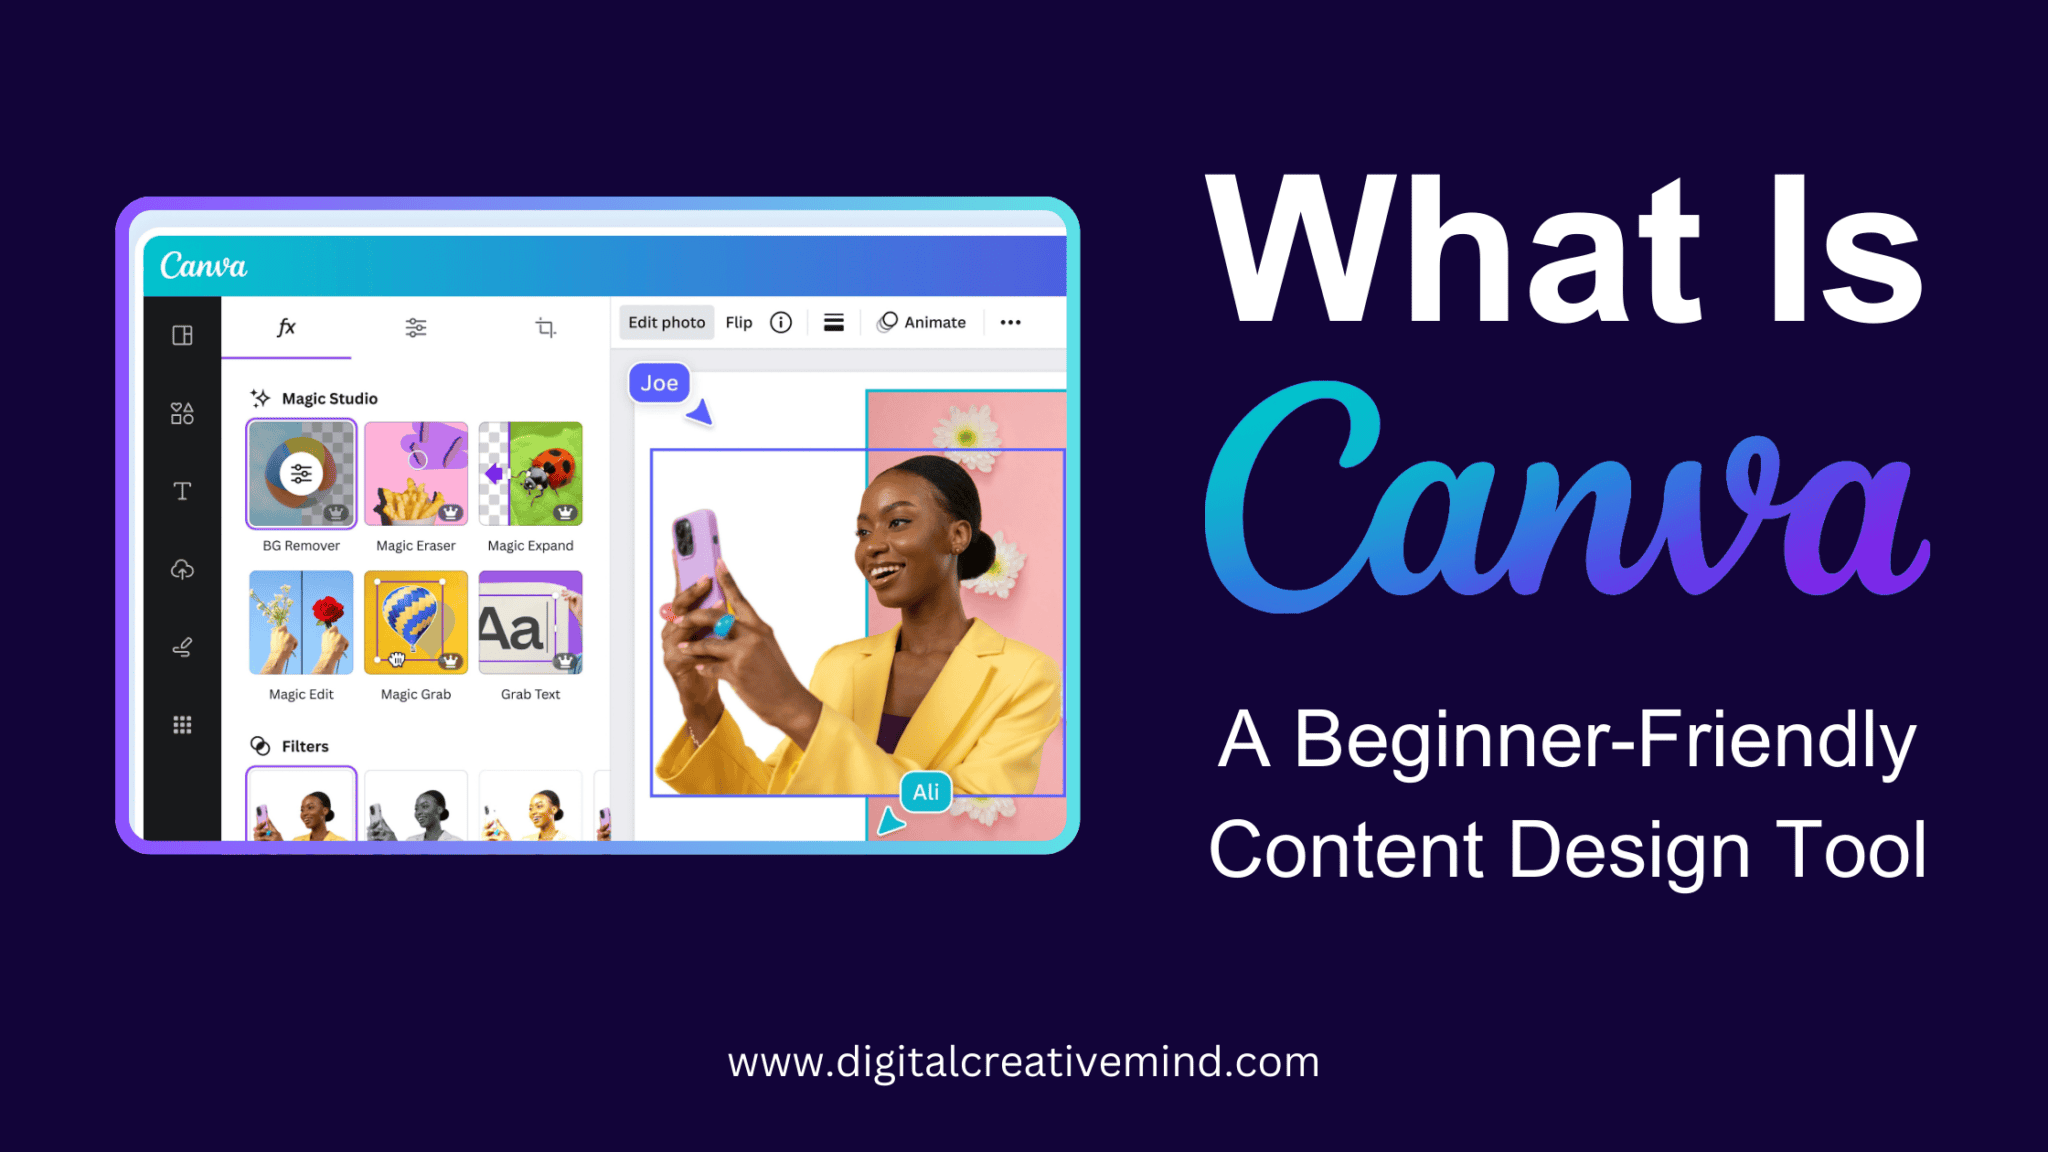 What Is
Canva
A Beginner-Friendly
Content Design Tool
Canva
fx
Edit photo Flip Animate
Joe
Magic Studio
BG Remover Magic Eraser Magic Expand
Aa
Magic Edit Magic Grab Grab Text
Filters
Ali
www.digitalcreativemind.com